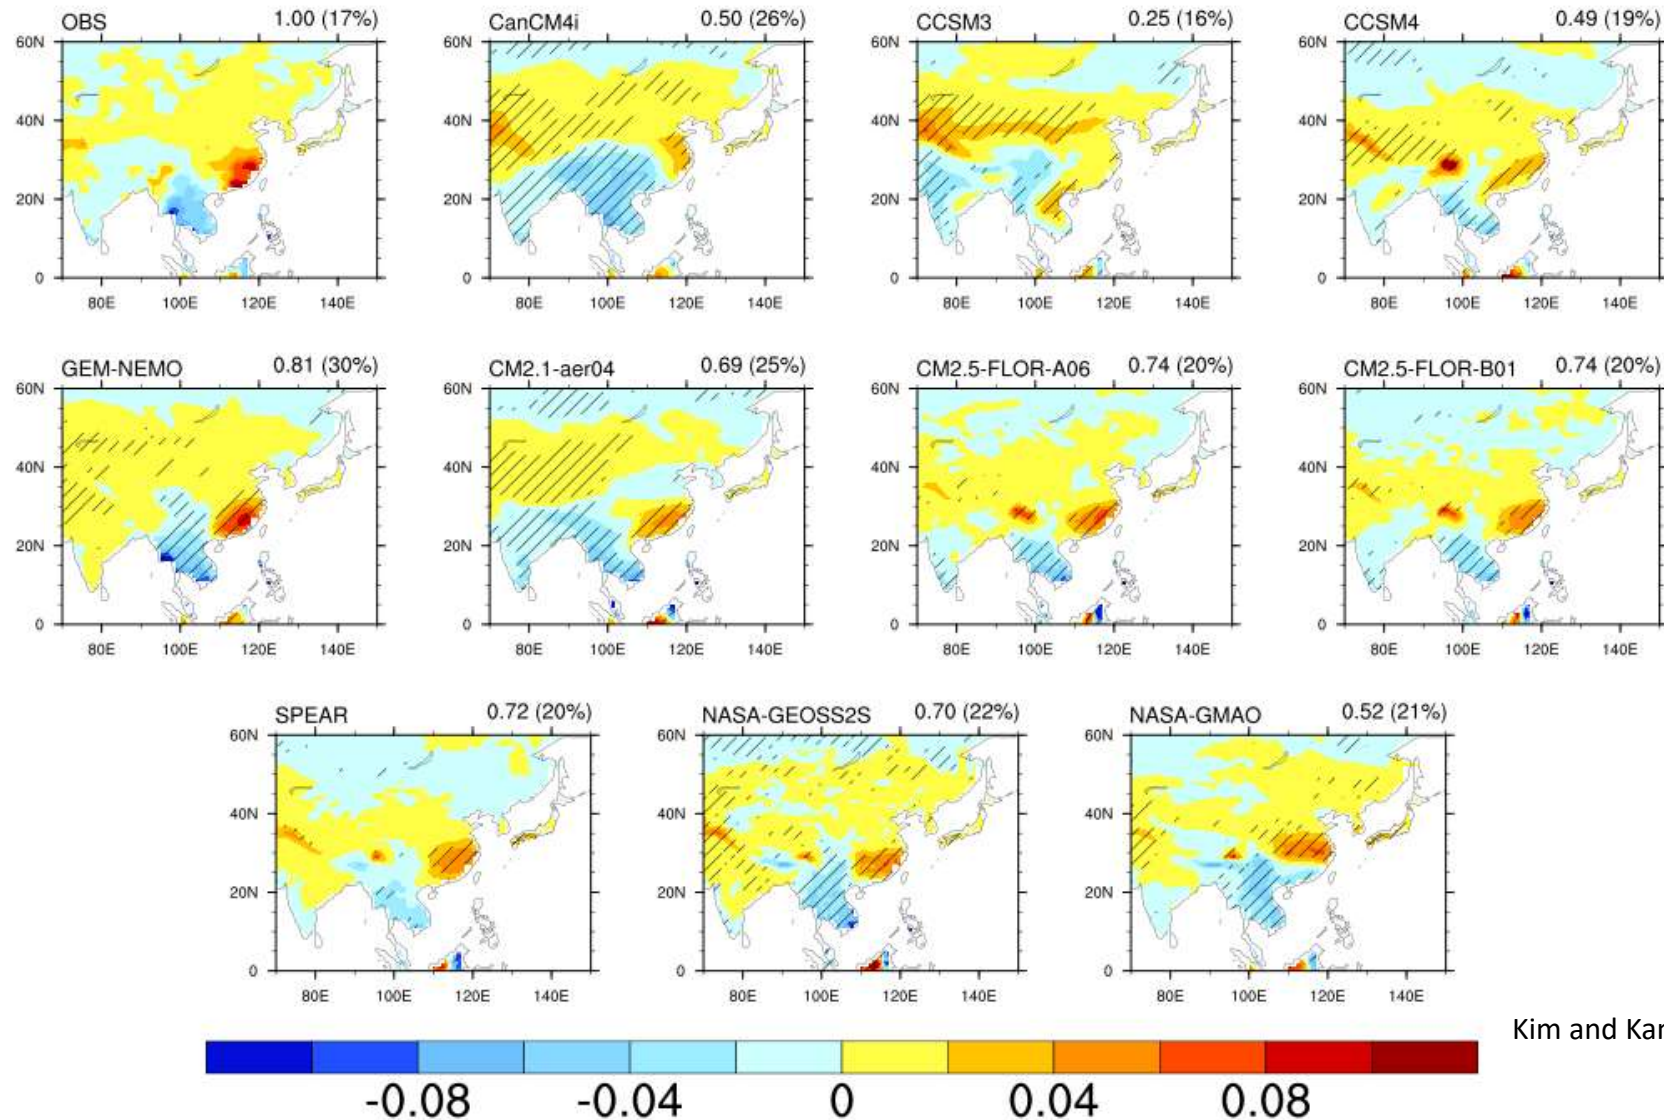 OBS 1.00 (17%) CanCM4i 0.50 (26%) CCSM3 0.25 (16%) CCSM4 0.49 (19%)
60N 60N 60N 60N
40N 40N 40N 40N
20N 20N 20N 20N
0 0 0 0
80E 100E 120E 140E 80E 100E 120E 140E 80E 100E 120E 140E 80E 100E 120E 140E
GEM-NEMO 0.81 (30%) CM2.1-aer04 0.69 (25%) CM2.5-FLOR-A06 0.74 (20%) CM2.5-FLOR-B01 0.74 (20%)
60N 60N 60N 60N
40N 40N 40N 40N
20N 20N 20N 20N
0 0 0 0
80E 100E 120E 140E 80E 100E 120E 140E 80E 100E 120E 140E 80E 100E 120E 140E
SPEAR 0.72 (20%) NASA-GEOSS2S 0.70 (22%) NASA-GMAO 0.52 (21%)
60N 60N 60N
40N 40N 40N
20N 20N 20N
0 0 0
80E 100E 120E 140E 80E 100E 120E 140E 80E 100E 120E 140E
Kim and Kan
-0.08 -0.04 0 0.04 0.08